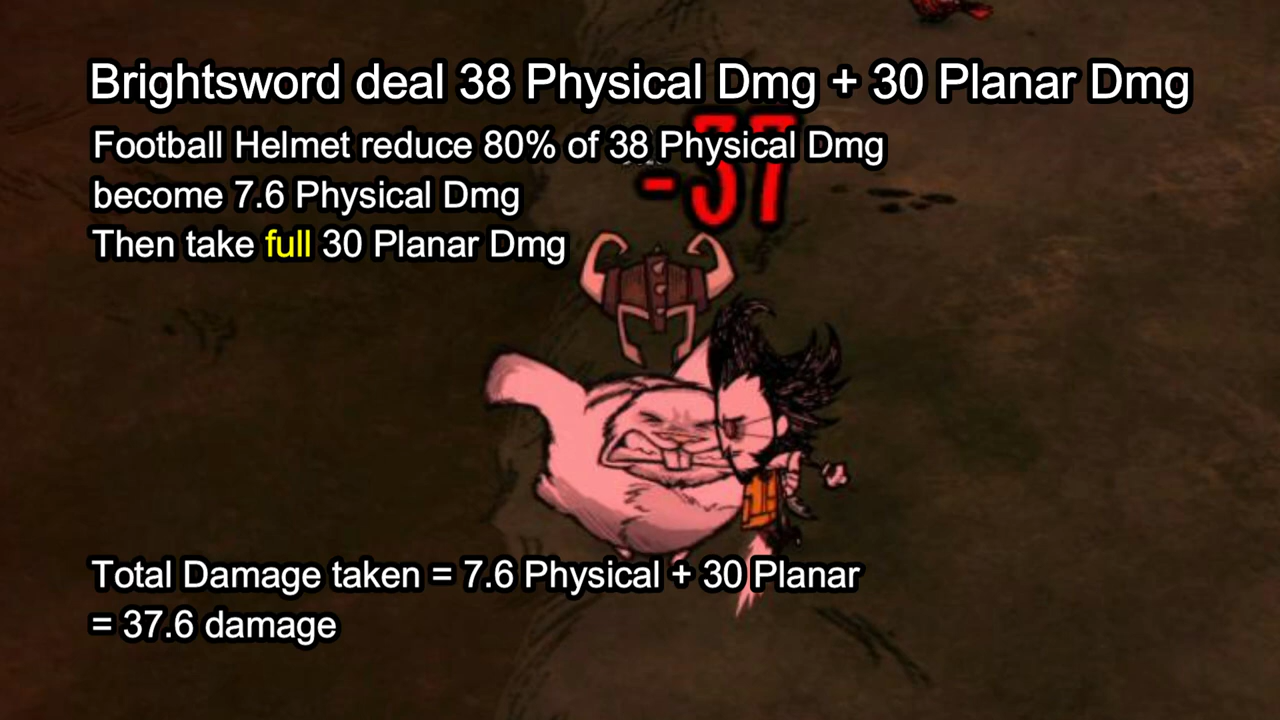 Brightsword deal 38 Physical Dmg + 30 Planar Dmg
Football Helmet reduce 80% of 38 Physical Dmg
-37
become 7.6 Physical Dmg
Then take full 30 Planar Dmg
Total Damage taken = 7.6 Physical + 30 Planar
= 37.6 damage